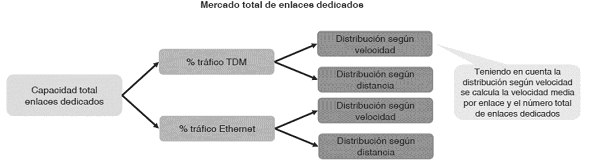 Mercado total de enlaces dedicados
Capacidad total
enlaces dedicados
% tráfico TDM
% tráfico Ethernet
Distribución según
velocidad
Distribución según
distancia
Distribución según
velocidad
Distribución según
distancia
Teniendo en cuenta la
distribución según velocidad
se calcula la velocidad media
por enlace y el número total
de enlaces dedicados